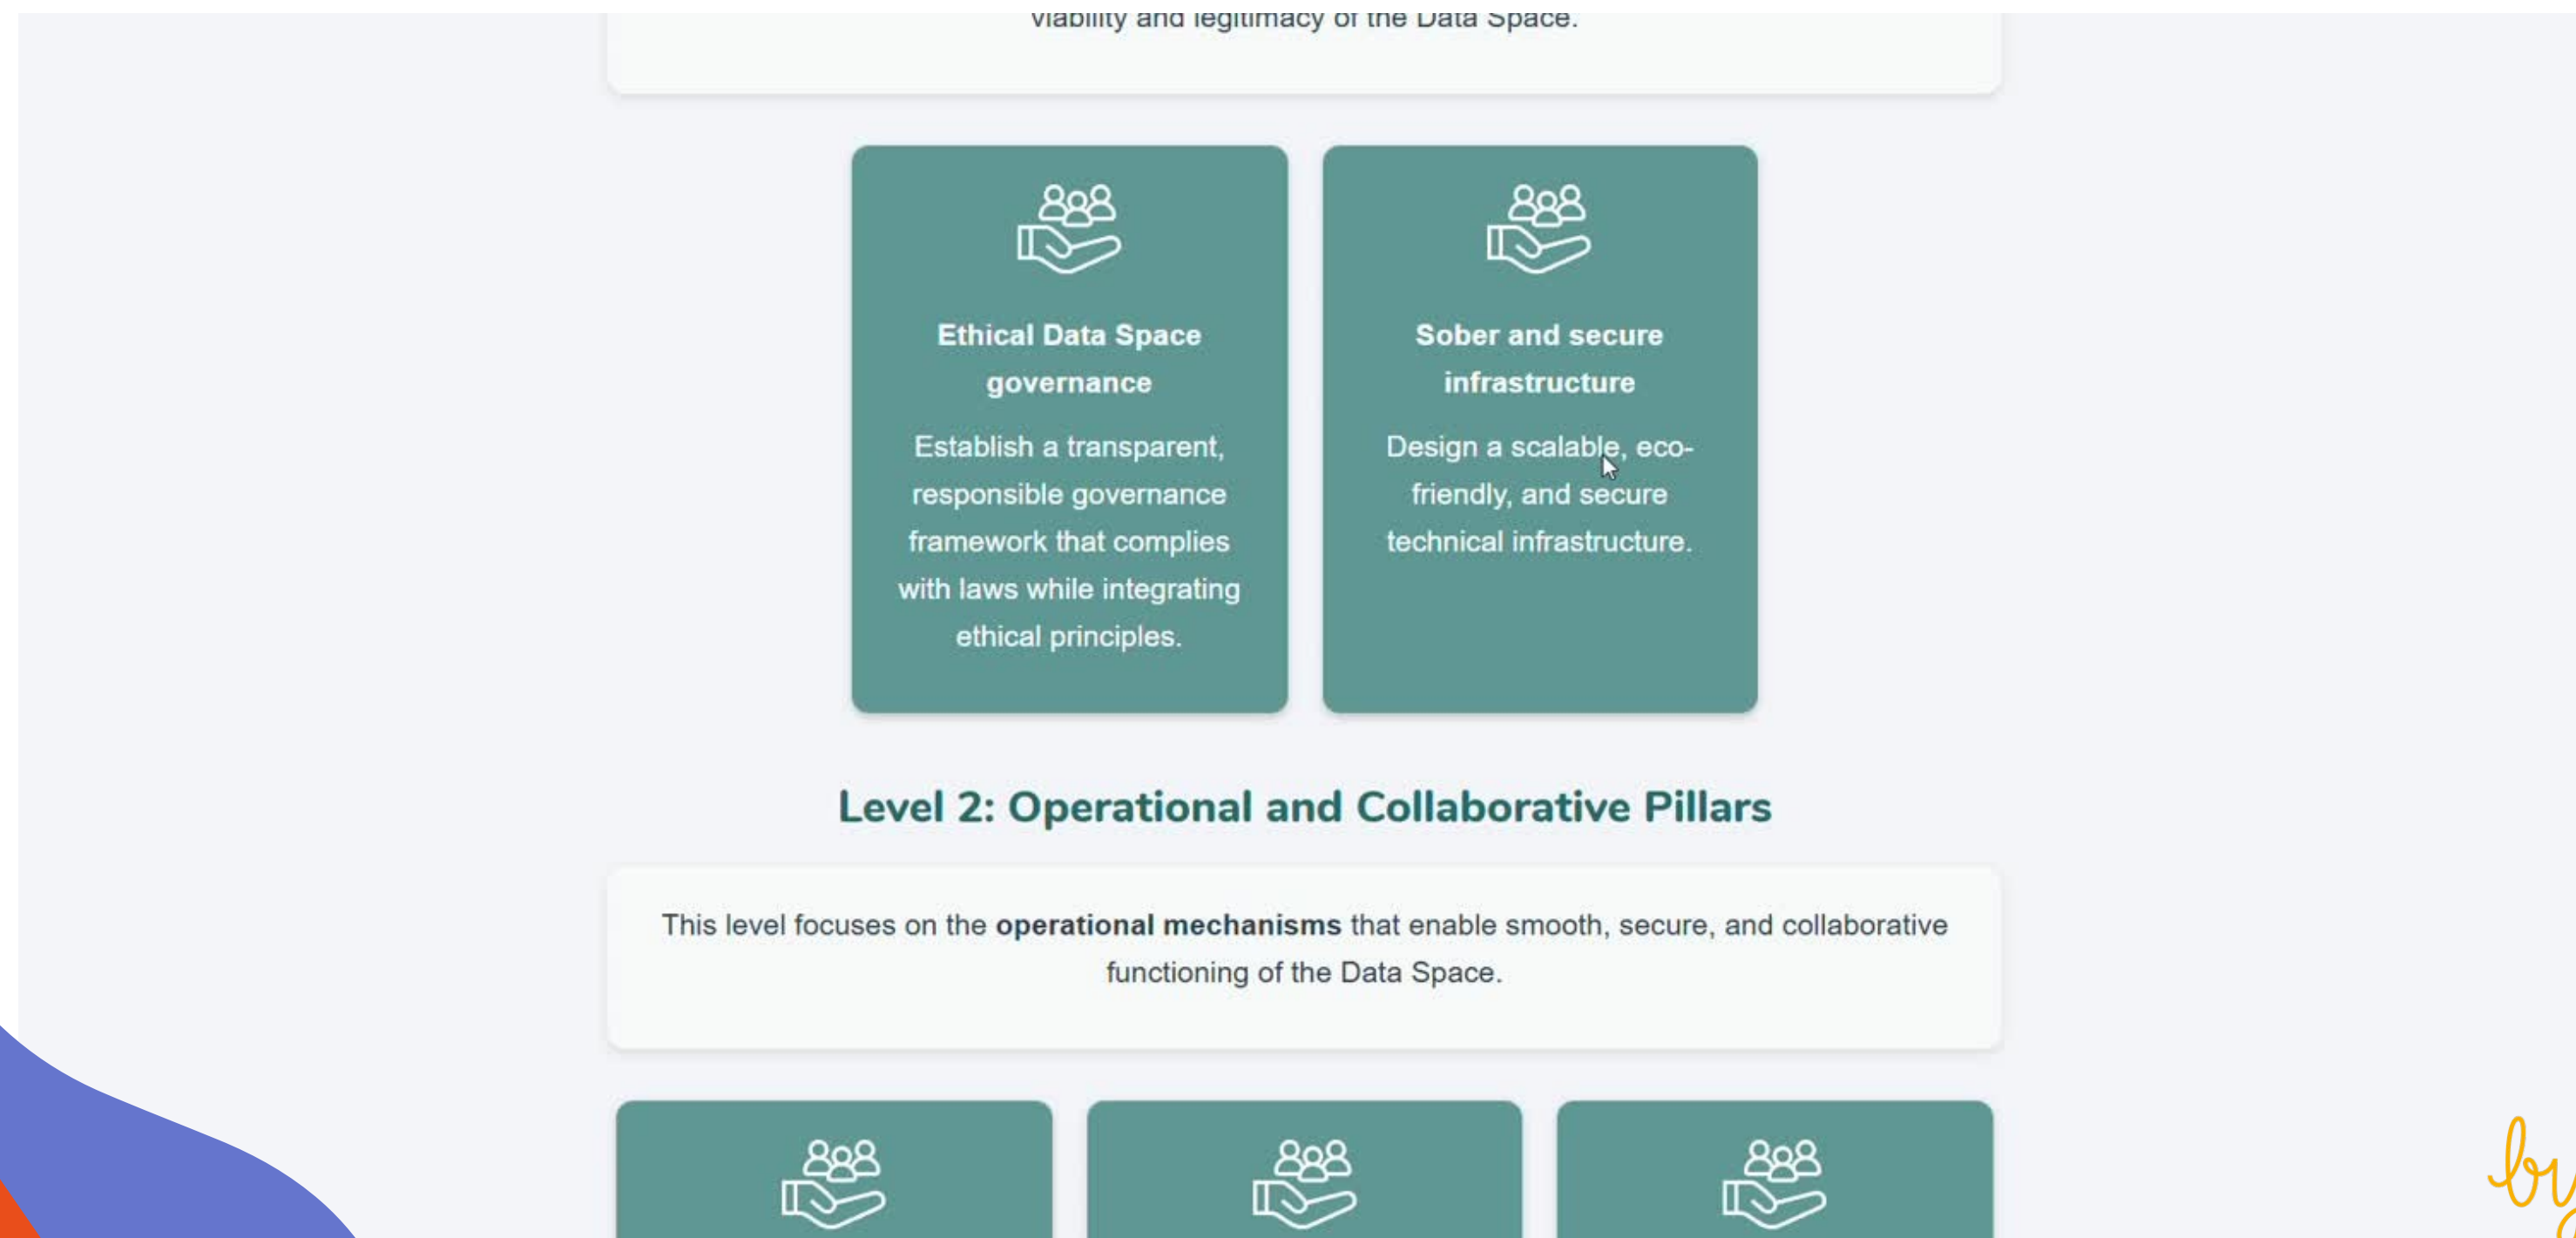 viability and legitimacy of the Data Space.
Ethical Data Space
governance
Establish a transparent,
responsible governance
framework that complies
with laws while integrating
ethical principles.
Sober and secure
infrastructure
Design a scalable, eco-
friendly, and secure
technical infrastructure.
Level 2: Operational and Collaborative Pillars
This level focuses on the operational mechanisms that enable smooth, secure, and collaborative
functioning of the Data Space.
by